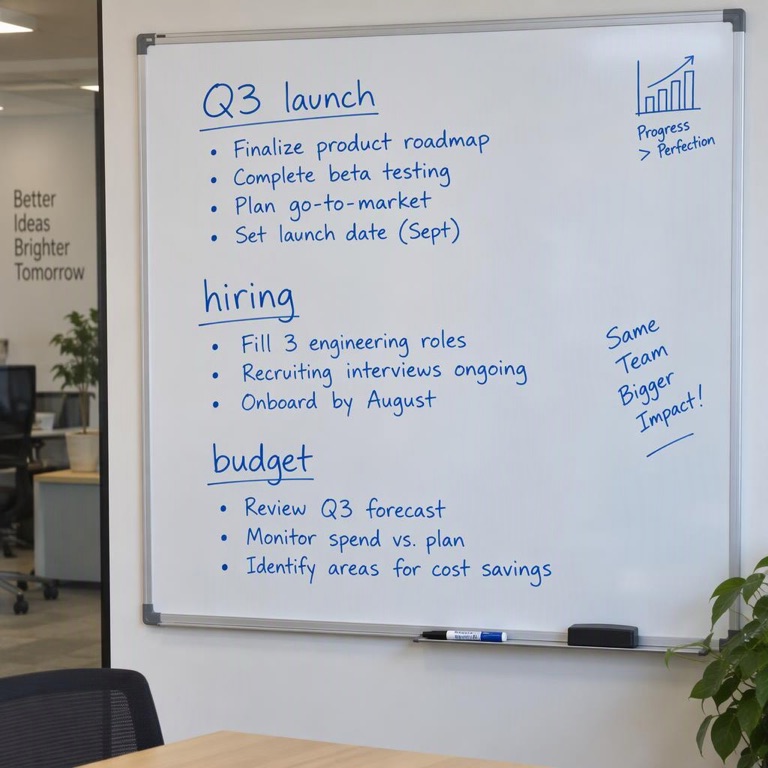 Q3 launch
• Finalize product roadmap
• Complete beta testing
• Plan go-to-market
• Set launch date (Sept)
hiring
• Fill 3 engineering roles
• Recruiting interviews ongoing
• Onboard by August
budget
• Review Q3 forecast
• Monitor spend vs. plan
• Identify areas for cost savings
Progress
> Perfection
Same
Team
Bigger
Impact!
Better
Ideas
Brighter
Tomorrow